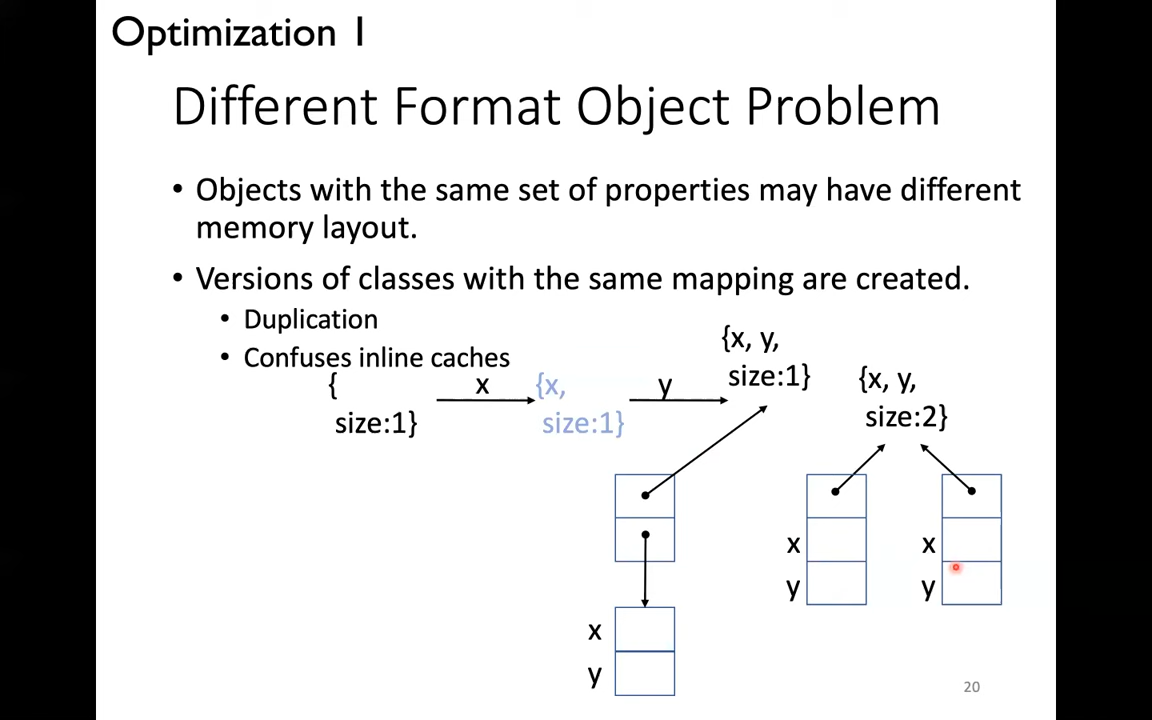 Optimization 1
Different Format Object Problem
• Objects with the same set of properties may have different
memory layout.
• Versions of classes with the same mapping are created.
• Duplication
• Confuses inline caches
{
size:1}
x
{x,
size:1}
y
{x, y,
size:1}
{x, y,
size:2}
x
y
x
y
x
y
20